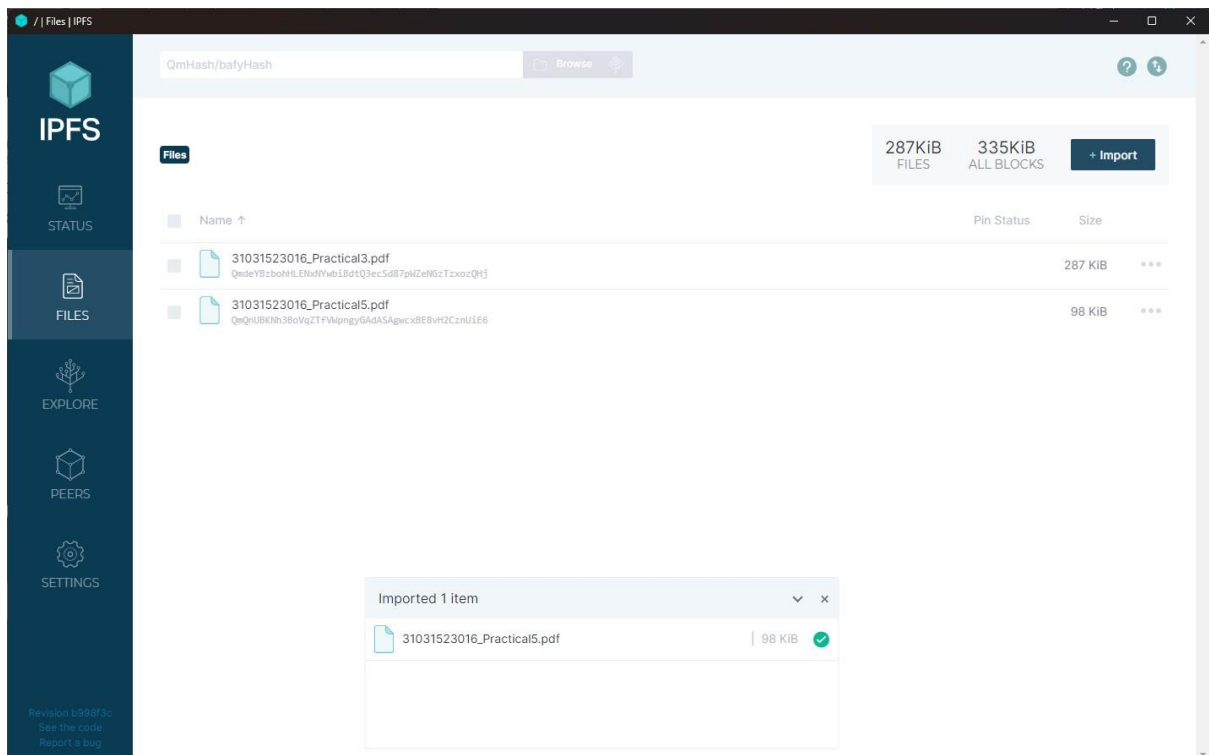 / | Files | IPFS
QmHash/bafyHash
Browse
IPFS
STATUS
FILES
EXPLORE
PEERS
SETTINGS
Revision b998f3c
See the code
Report a bug
Files
287KiB
FILES
335KiB
ALL BLOCKS
+ Import
Name ↑ Pin Status Size
31031523016_Practical3.pdf
287 KiB
31031523016_Practical5.pdf
98 KiB
Imported 1 item
31031523016_Practical5.pdf 98 KiB